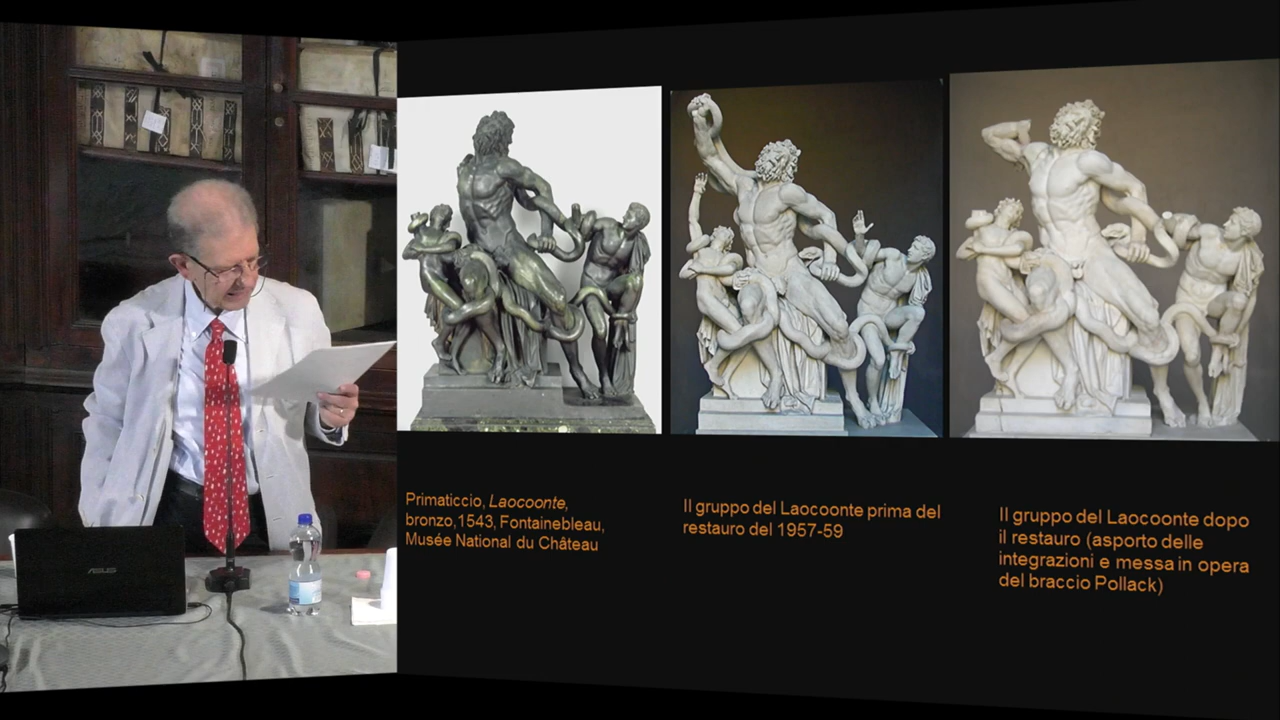 Primaticcio, Laocoonte,
bronzo,1543, Fontainebleau,
Musée National du Château
Il gruppo del Laocoonte prima del
restauro del 1957-59
Il gruppo del Laocoonte dopo
il restauro (asporto delle
integrazioni e messa in opera
del braccio Pollack)
ASUS